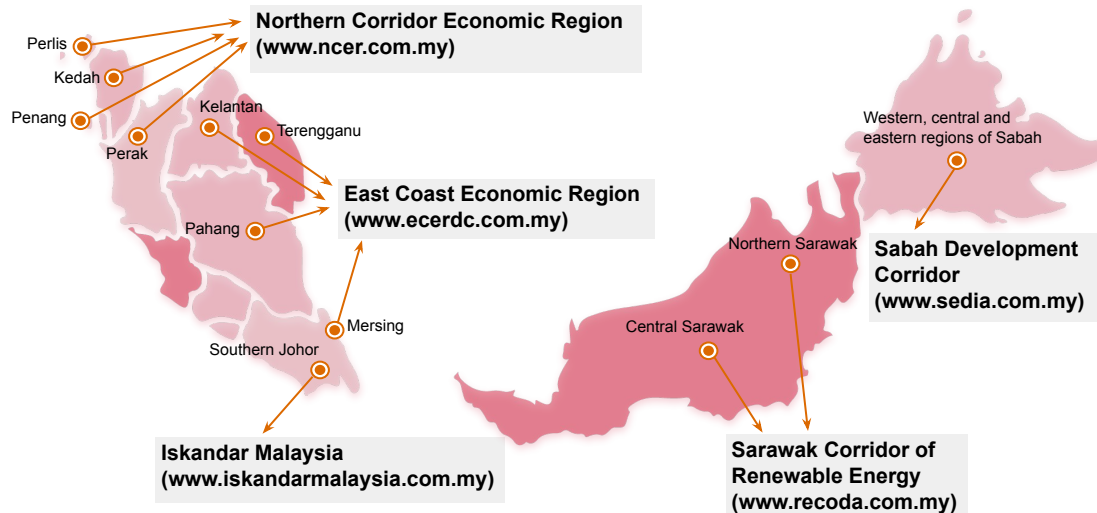 Northern Corridor Economic Region
(www.ncer.com.my)
Perlis
Kedah
Penang
Perak
Kelantan
Terengganu
East Coast Economic Region
(www.ecerdc.com.my)
Pahang
Mersing
Southern Johor
Iskandar Malaysia
(www.iskandarmalaysia.com.my)
Western, central and
eastern regions of Sabah
Sabah Development
Corridor
(www.sedia.com.my)
Northern Sarawak
Central Sarawak
Sarawak Corridor of
Renewable Energy
(www.recoda.com.my)